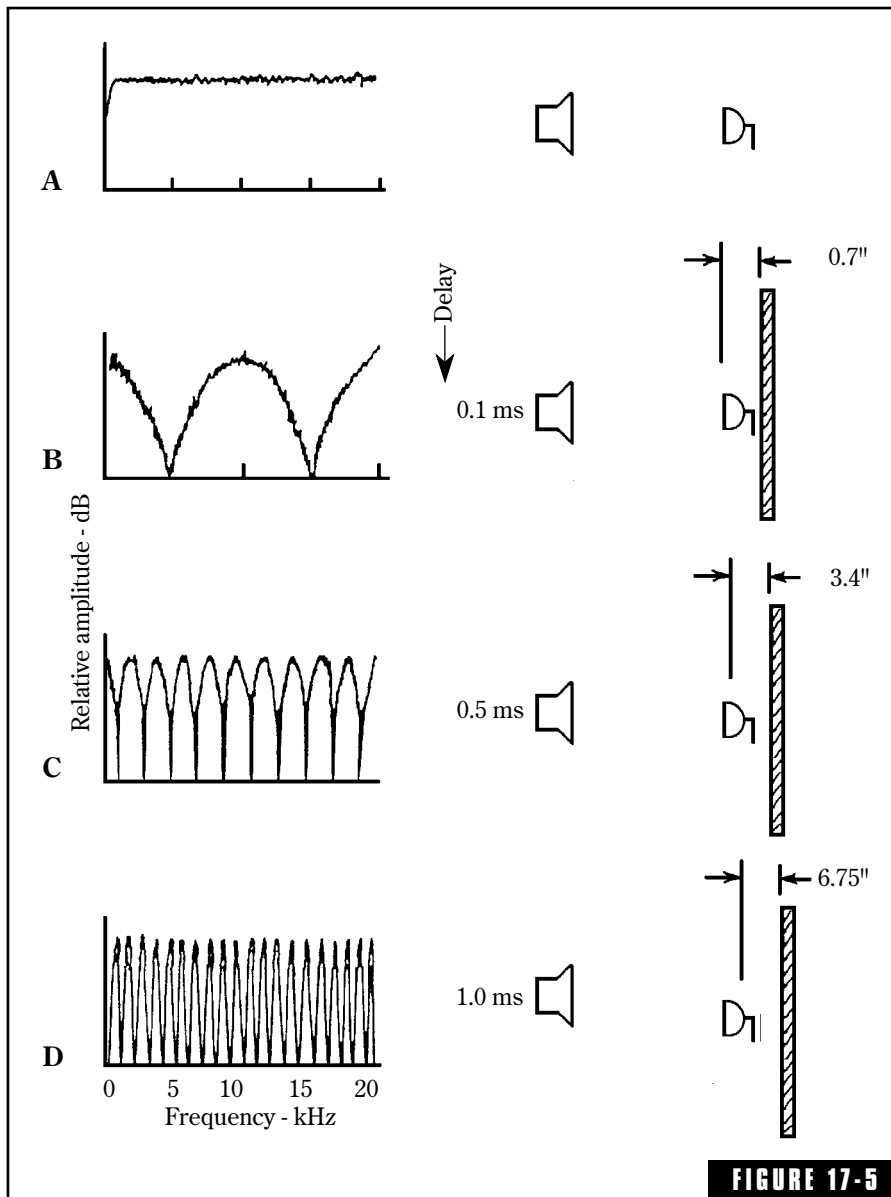 A
0.7"
Delay
0.1 ms
B
Relative amplitude - dB
3.4"
0.5 ms
C
6.75"
1.0 ms
D
0 5 10 15 20
Frequency - kHz
FIGURE 17-5